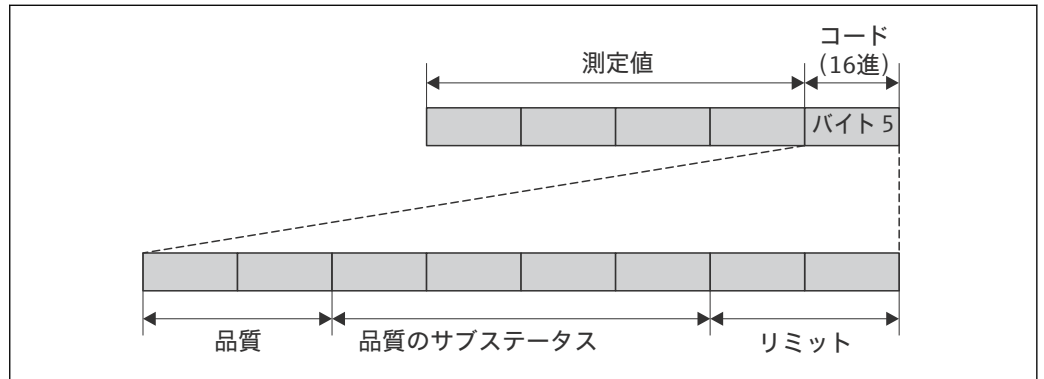 コード
測定値
(16進)
バイト 5
品質
品質のサブステータス
リミット